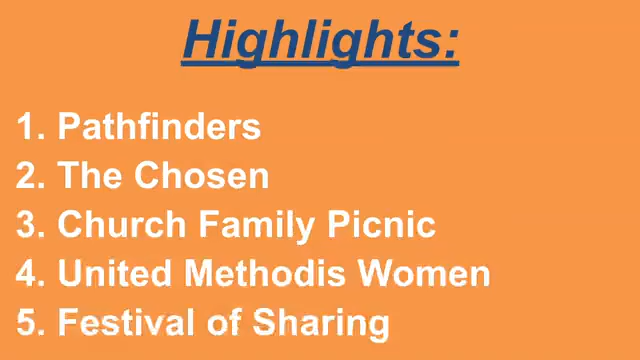 Highlights:
1. Pathfinders
2. The Chosen
3. Church Family Picnic
4. United Methodis Women
5. Festival of Sharing